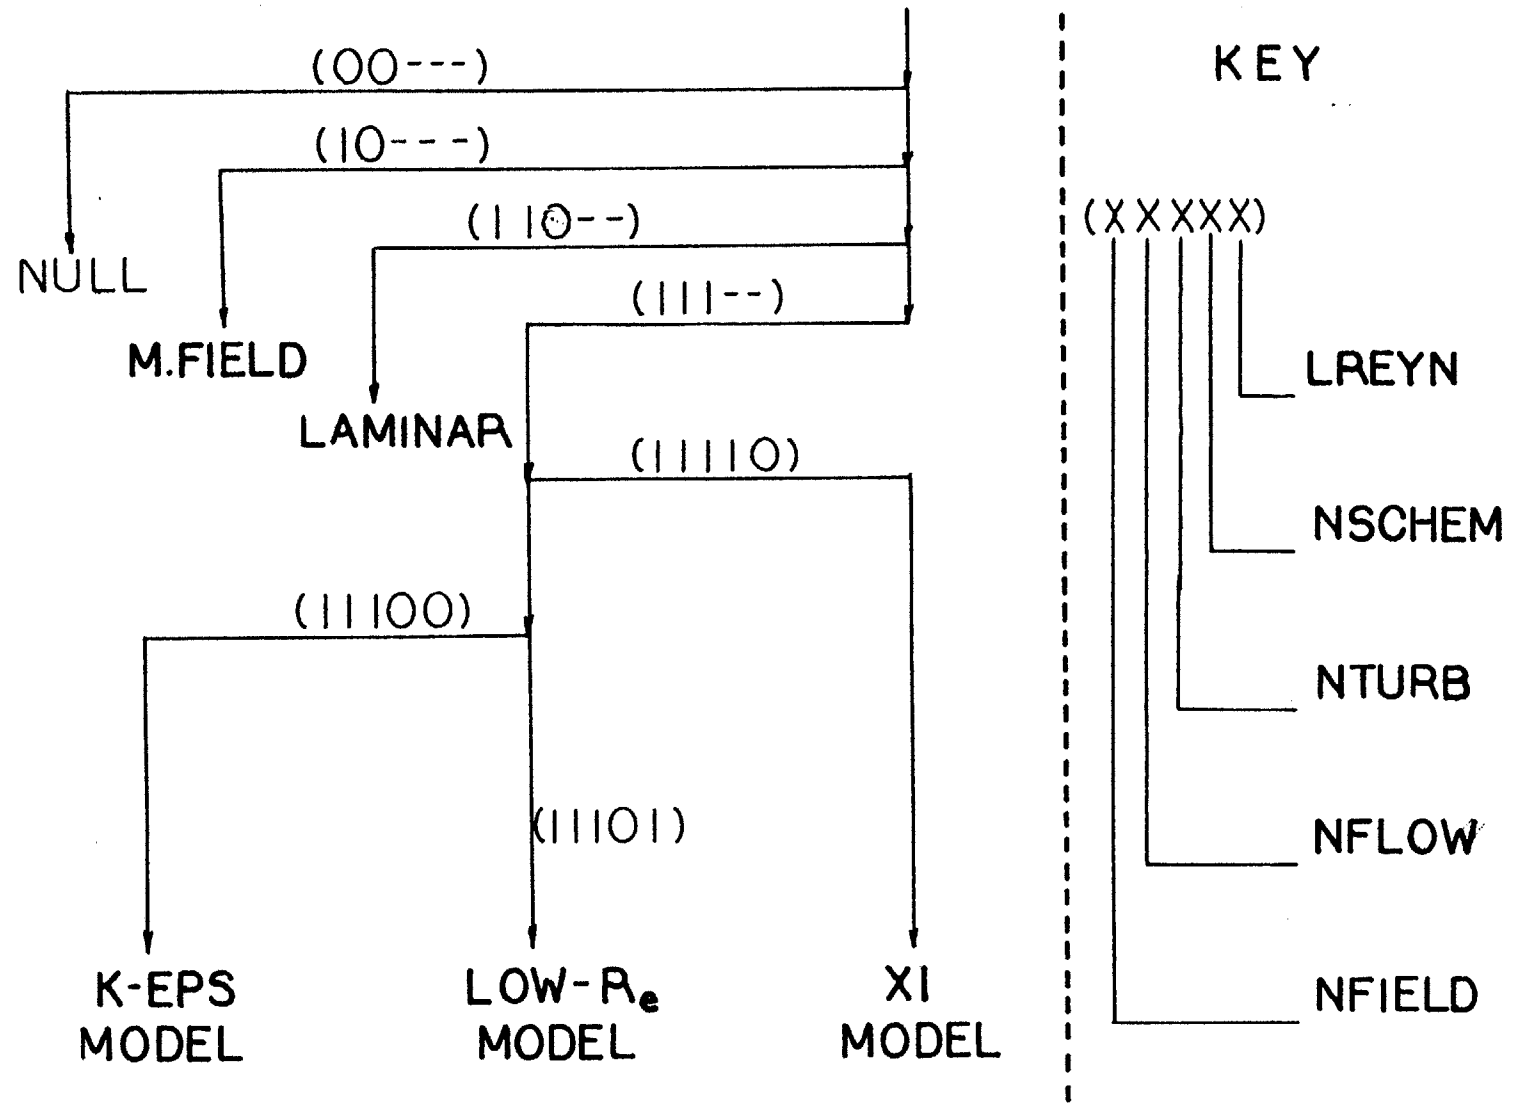 (00---)
(10---)
(110--)
(111--)
NULL
M.FIELD
LAMINAR
(11110)
(11100)
(11101)
K-EPS
MODEL
LOW-Re
MODEL
XI
MODEL
KEY
(XXXXX)
LREYN
NSCHEM
NTURB
NFLOW
NFIELD